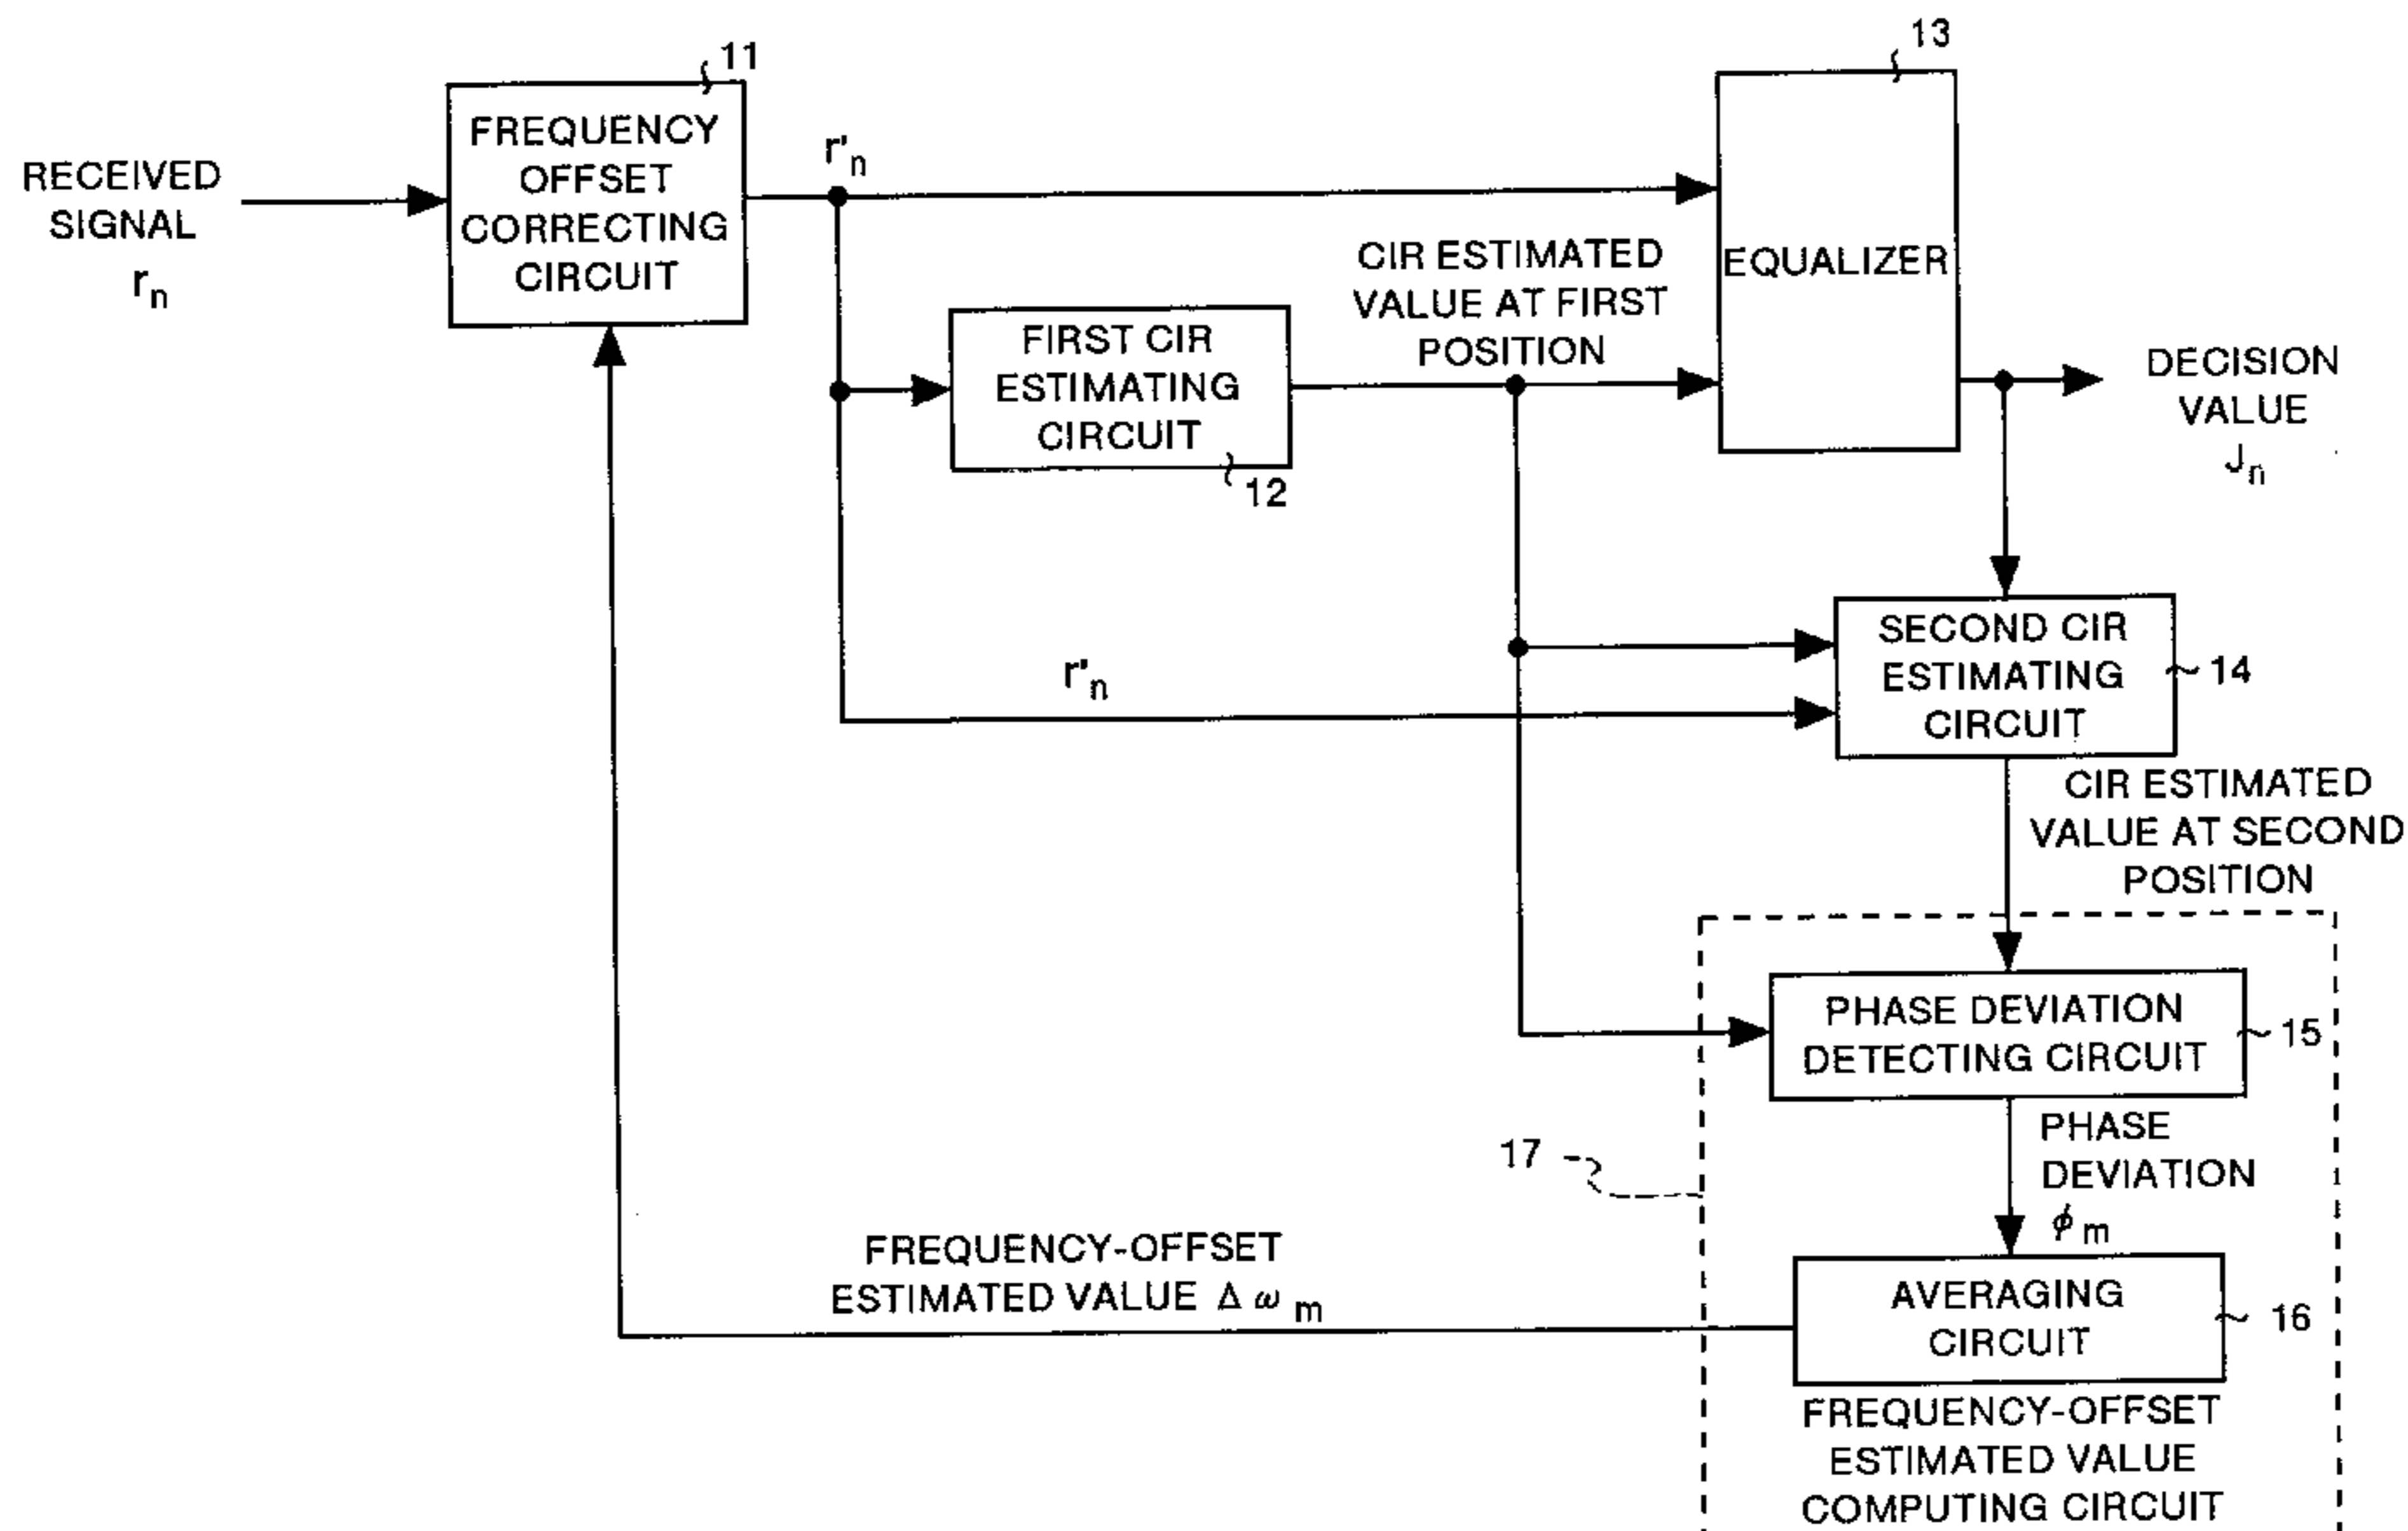 11
13
FREQUENCY
OFFSET
CORRECTING
CIRCUIT
RECEIVED
SIGNAL
rn
r'n
EQUALIZER
CIR ESTIMATED
VALUE AT FIRST
POSITION
FIRST CIR
ESTIMATING
CIRCUIT
12
DECISION
VALUE
Jn
SECOND CIR
ESTIMATING
CIRCUIT
14
r'n
CIR ESTIMATED
VALUE AT SECOND
POSITION
PHASE DEVIATION
DETECTING CIRCUIT
15
PHASE
DEVIATION
ϕm
17
FREQUENCY-OFFSET
ESTIMATED VALUE Δωm
AVERAGING
CIRCUIT
16
FREQUENCY-OFFSET
ESTIMATED VALUE
COMPUTING CIRCUIT